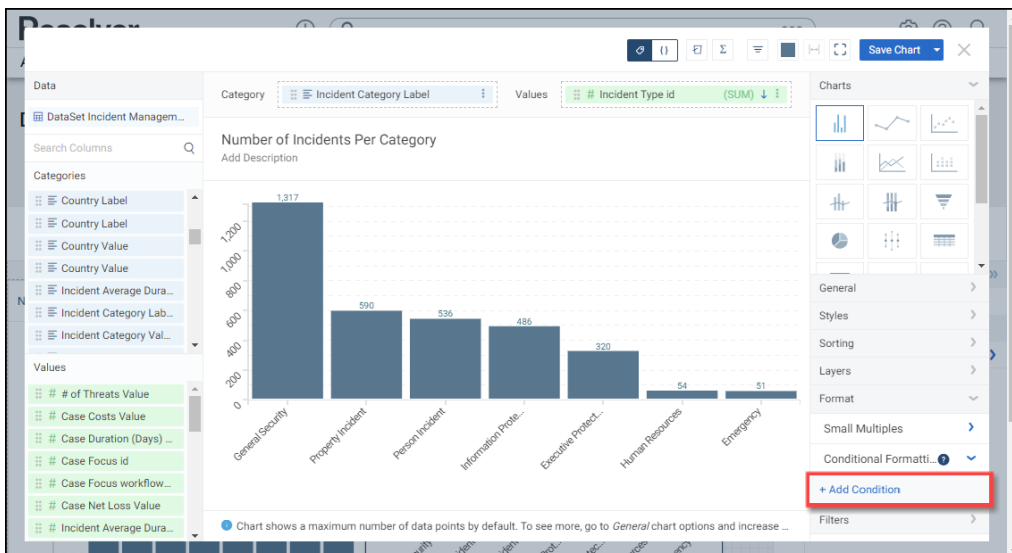 Resolver
Save Chart
Data
Category
Incident Category Label
Values
# Incident Type id
(SUM)
Charts
DataSet Incident Managem...
Search Columns
Number of Incidents Per Category
Add Description
Categories
Country Label
Country Label
Country Value
Country Value
Incident Average Dura...
Incident Category Lab...
Incident Category Val...
Values
# # of Threats Value
# Case Costs Value
# Case Duration (Days) ...
# Case Focus id
# Case Focus workflow...
# Case Net Loss Value
# Incident Average Dura...
1,317
590
536
486
320
54
51
1,200
1,000
800
600
400
200
0
General Security
Property Incident
Person Incident
Information Prote...
Executive Protect...
Human Resources
Emergency
Chart shows a maximum number of data points by default. To see more, go to General chart options and increase ...
General
Styles
Sorting
Layers
Format
Small Multiples
Conditional Formatti...
+ Add Condition
Filters